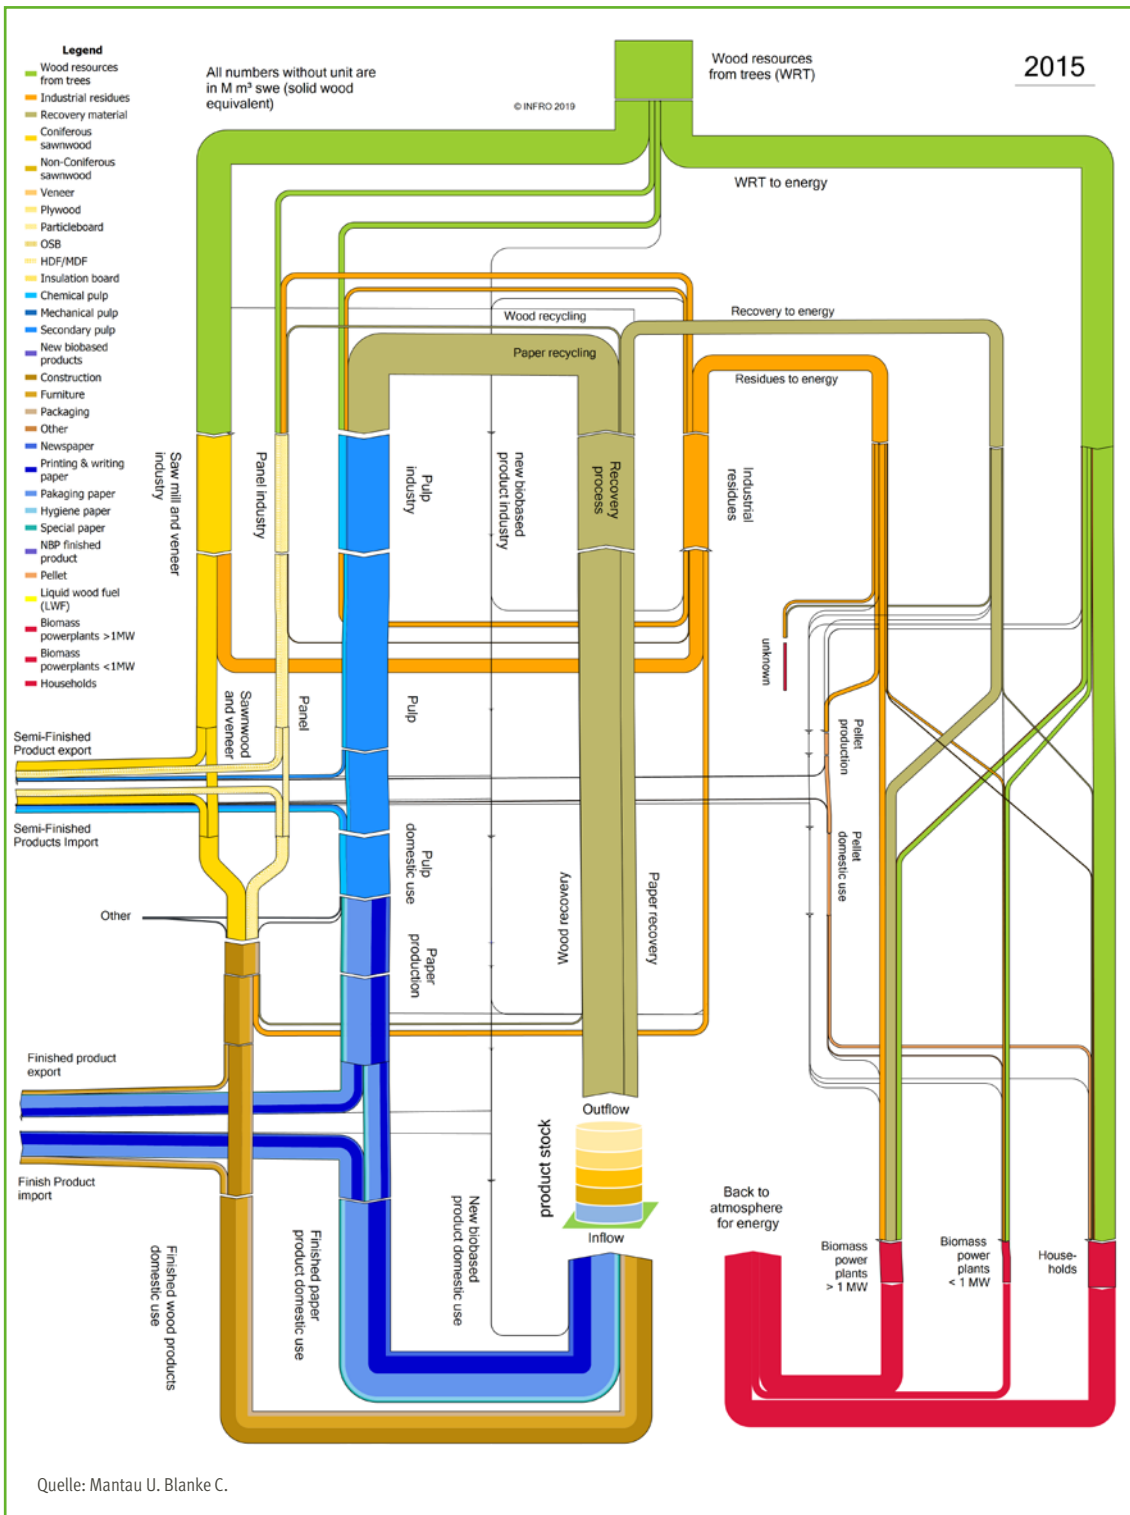 Legend
Wood resources
from trees
Industrial residues
Recovery material
Coniferous
sawnwood
Non-Coniferous
sawnwood
Veneer
Plywood
Particleboard
OSB
HDF/MDF
Insulation board
Chemical pulp
Mechanical pulp
Secondary pulp
New biobased
products
Construction
Furniture
Packaging
Other
Newspaper
Printing & writing
paper
Pakaging paper
Hygiene paper
Special paper
NBP finished
product
Pellet
Liquid wood fuel
(LWF)
Biomass
powerplants >1MW
Biomass
powerplants <1MW
Households
All numbers without unit are
in M m³ swe (solid wood
equivalent)
© INFRO 2019
Wood resources
from trees (WRT)
2015
WRT to energy
Wood recycling
Recovery to energy
Paper recycling
Residues to energy
Saw mill and veneer
industry
Panel industry
Pulp
industry
new biobased
product industry
Recovery
process
Industrial
residues
unknown
Sawnwood
and veneer
Panel
Pulp
Pellet
production
Semi-Finished
Product export
Semi-Finished
Products Import
Pulp
domestic use
Pellet
domestic use
Wood recovery
Paper recovery
Other
Paper
production
Finished product
export
Finish Product
import
Outflow
product stock
Inflow
Back to
atmosphere
for energy
Biomass
power
plants
> 1 MW
Biomass
power
plants
< 1 MW
House-
holds
Finished wood products
domestic use
Finished paper
product domestic use
New biobased
product domestic use
Quelle: Mantau U. Blanke C.